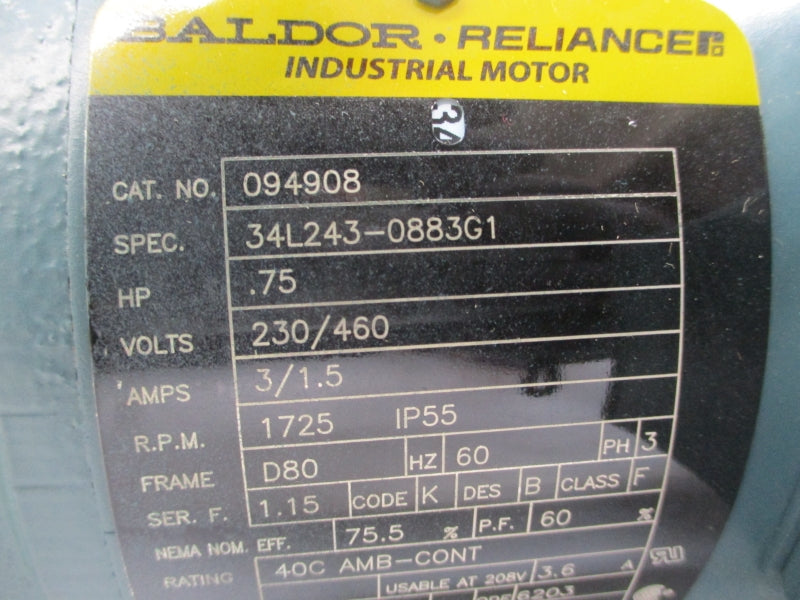 BALDOR • RELIANCE
INDUSTRIAL MOTOR
34
CAT. NO. 094908
SPEC. 34L243-0883G1
HP .75
VOLTS 230/460
AMPS 3/1.5
R.P.M. 1725 IP55
FRAME D80 HZ 60 PH 3
SER. F. 1.15 CODE K DES B CLASS F
NEMA NOM. EFF. 75.5 % P.F. 60 %
RATING 40C AMB-CONT
USABLE AT 208V 3.6 A
6203